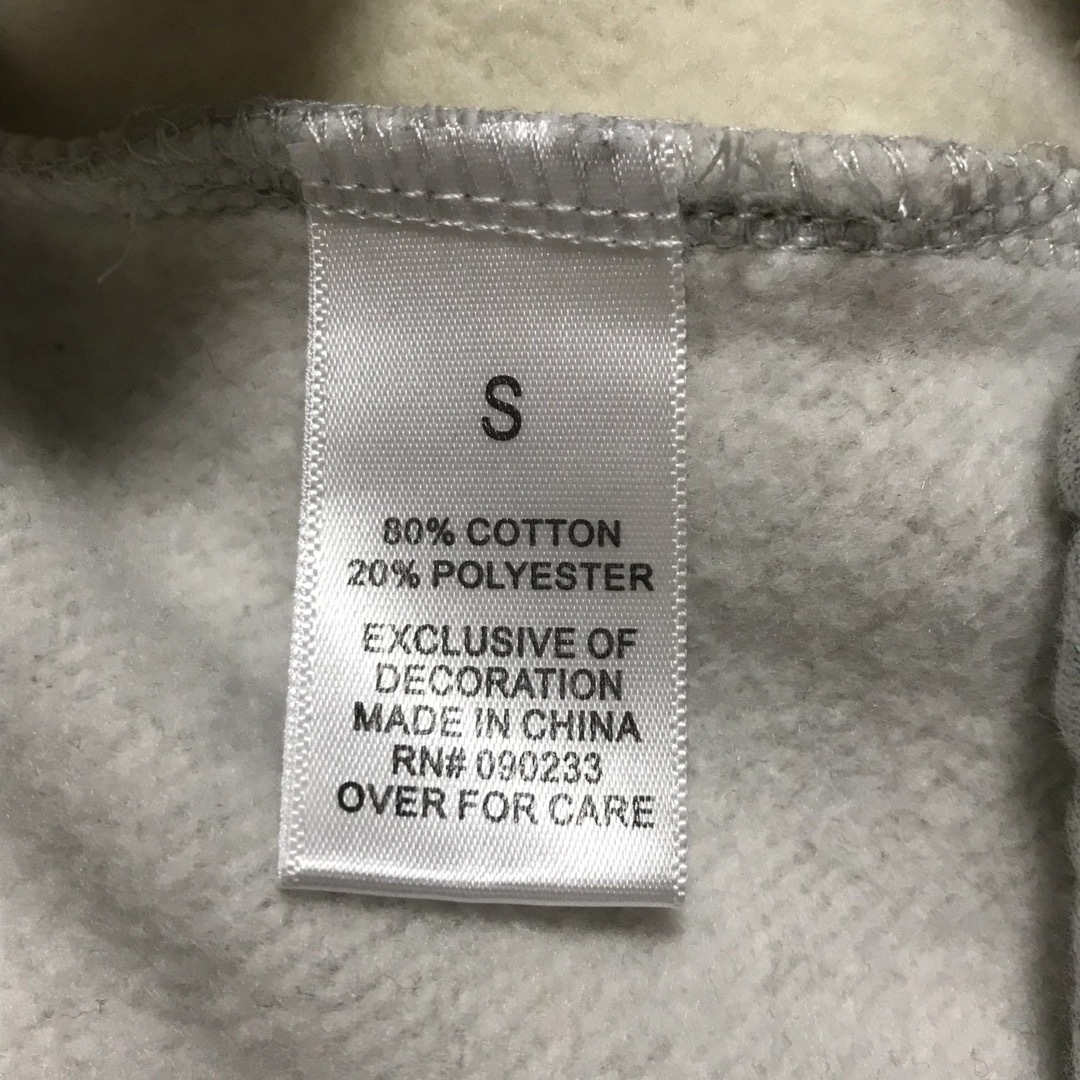 S
80% COTTON
20% POLYESTER
EXCLUSIVE OF
DECORATION
MADE IN CHINA
RN# 090233
OVER FOR CARE